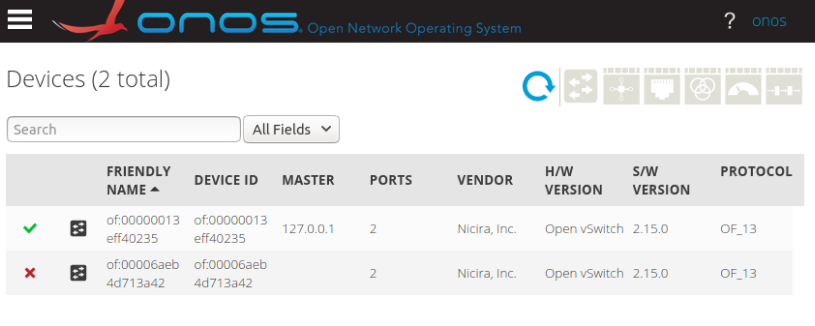 onos. Open Network Operating System ? onos
Devices (2 total)
Search All Fields
FRIENDLY NAME DEVICE ID MASTER PORTS VENDOR H/W VERSION S/W VERSION PROTOCOL
of:00000013eff40235 of:00000013eff40235 127.0.0.1 2 Nicira, Inc. Open vSwitch 2.15.0 OF_13
of:00006aeb4d713a42 of:00006aeb4d713a42 2 Nicira, Inc. Open vSwitch 2.15.0 OF_13